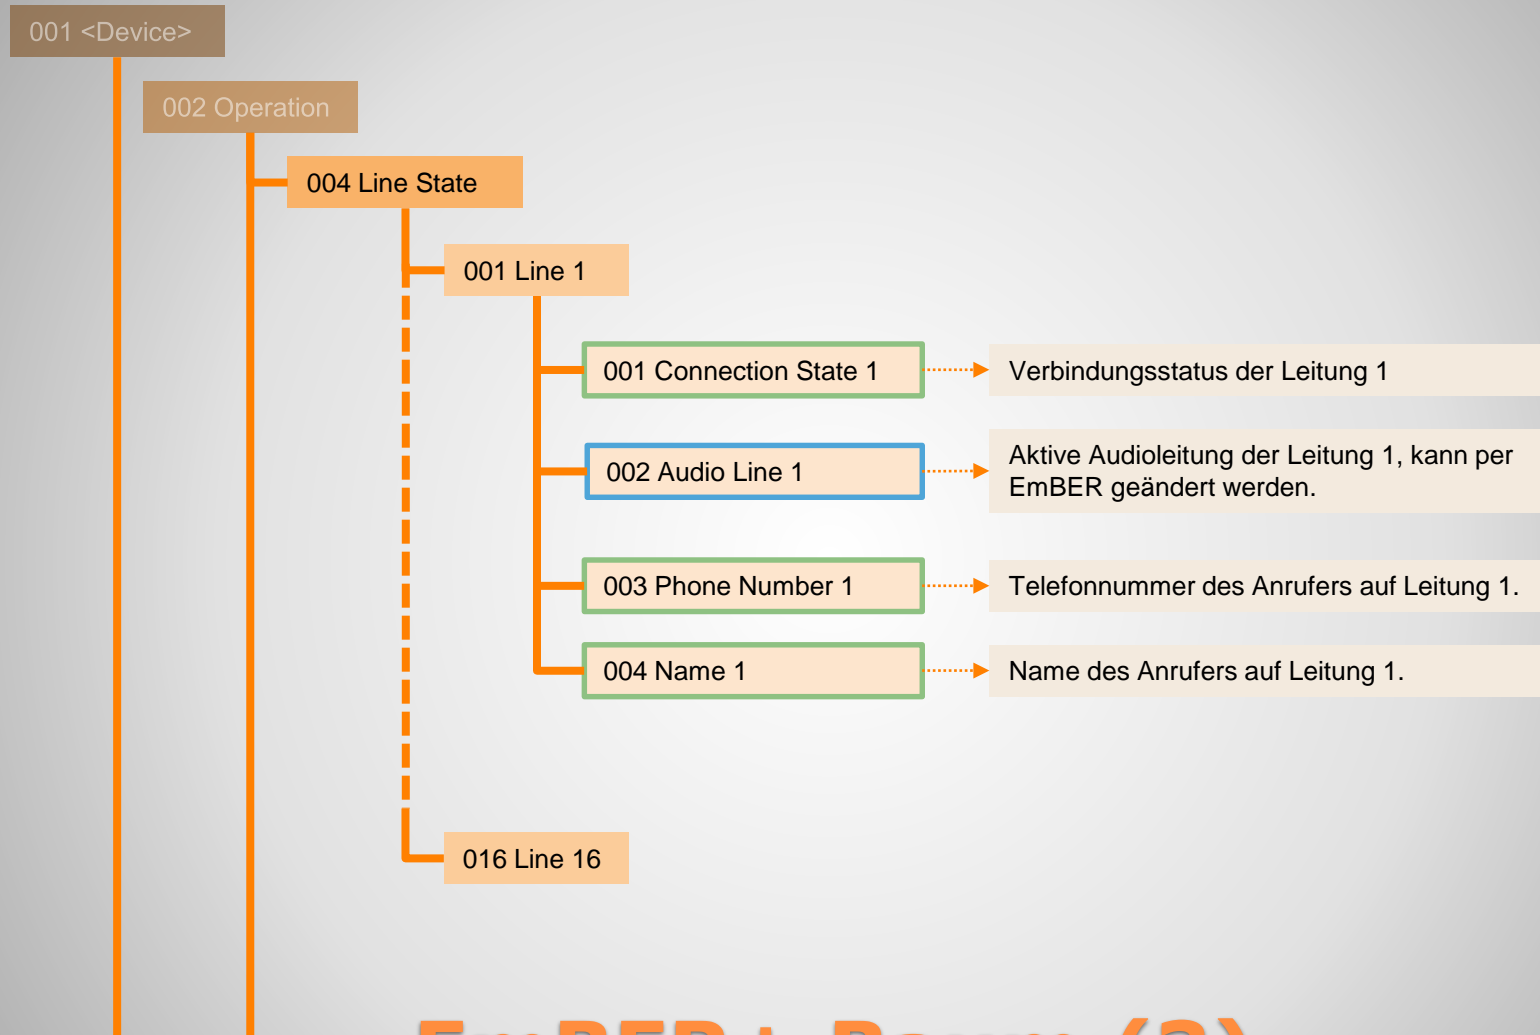 001 <Device>
002 Operation
004 Line State
001 Line 1
001 Connection State 1
Verbindungsstatus der Leitung 1
002 Audio Line 1
Aktive Audioleitung der Leitung 1, kann per
EmBER geändert werden.
003 Phone Number 1
Telefonnummer des Anrufers auf Leitung 1.
004 Name 1
Name des Anrufers auf Leitung 1.
016 Line 16